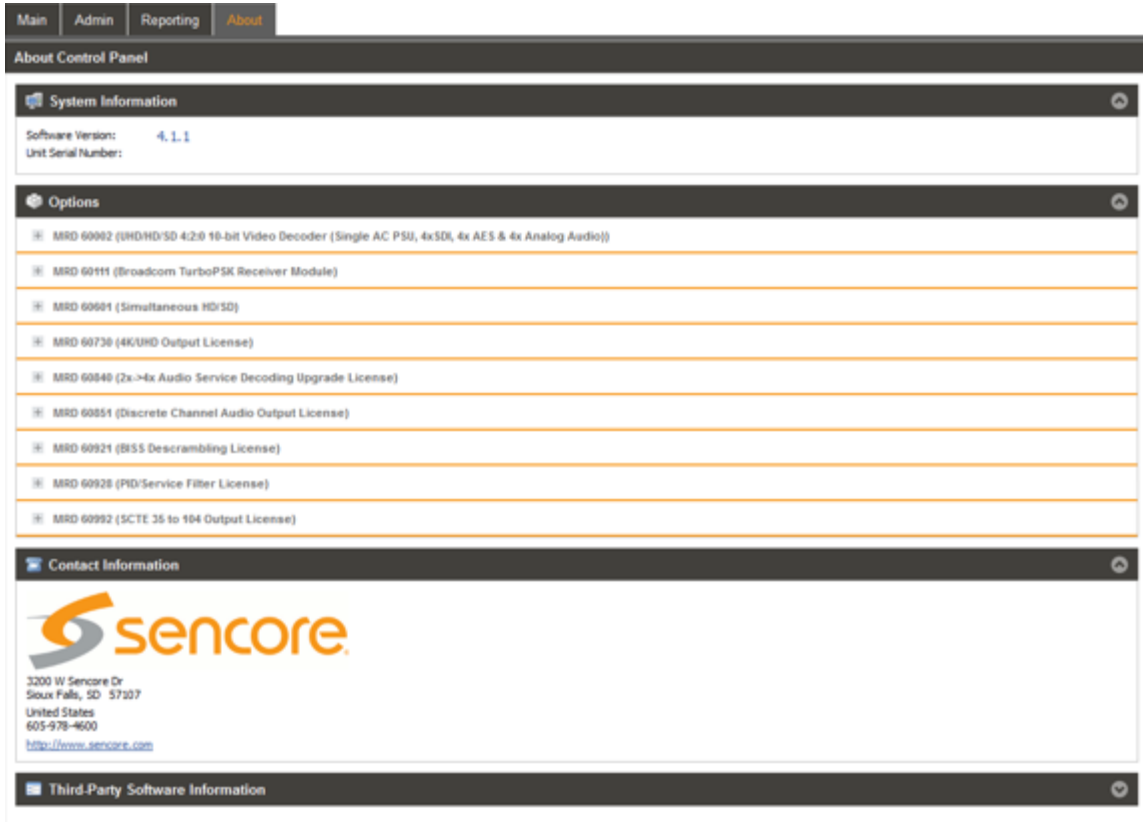 Main Admin Reporting About
About Control Panel
System Information
Software Version: 4.1.1
Unit Serial Number:
Options
MRD 60002 (UHD/HD/SD 4:2:0 10-bit Video Decoder (Single AC PSU, 4xSDI, 4x AES & 4x Analog Audio))
MRD 60111 (Broadcom TurboPSK Receiver Module)
MRD 60601 (Simultaneous HD/SD)
MRD 60730 (4K/UHD Output License)
MRD 60840 (2x->4x Audio Service Decoding Upgrade License)
MRD 60851 (Discrete Channel Audio Output License)
MRD 60921 (BISS Descrambling License)
MRD 60928 (PID/Service Filter License)
MRD 60992 (SCTE 35 to 104 Output License)
Contact Information
sencore
3200 W Sencore Dr
Sioux Falls, SD 57107
United States
605-978-4600
http://www.sencore.com
Third-Party Software Information